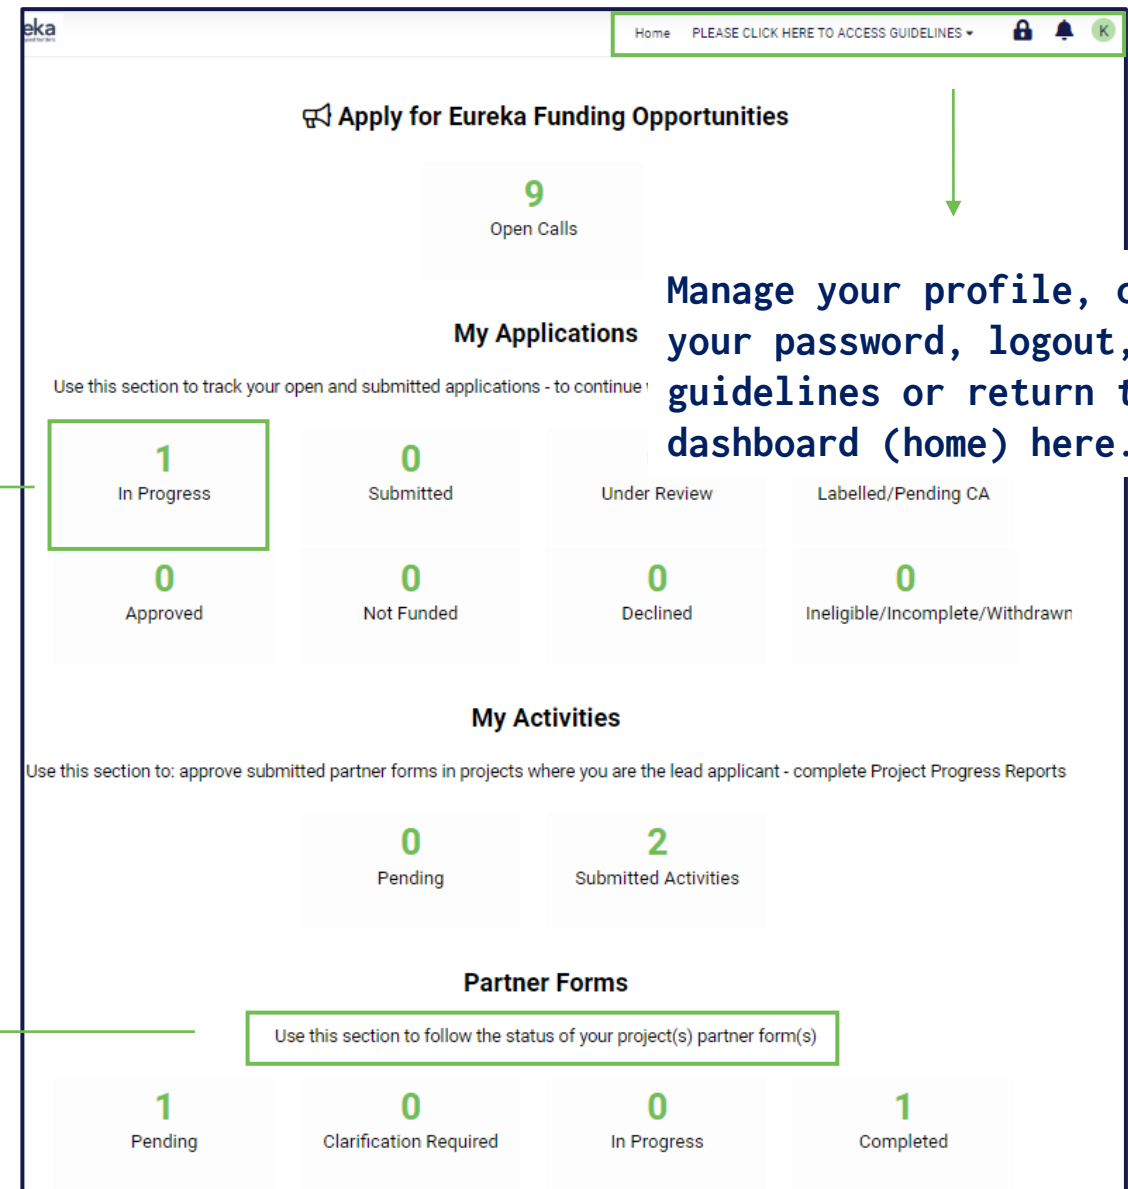 eka
Home PLEASE CLICK HERE TO ACCESS GUIDELINES K
Apply for Eureka Funding Opportunities
9
Open Calls
Manage your profile,
your password, logout,
guidelines or return
dashboard (home) here.
My Applications
Use this section to track your open and submitted applications - to continue
1 0
In Progress Submitted Under Review Labelled/Pending CA
0 0 0 0
Approved Not Funded Declined Ineligible/Incomplete/Withdrawn
My Activities
Use this section to: approve submitted partner forms in projects where you are the lead applicant - complete Project Progress Reports
0 2
Pending Submitted Activities
Partner Forms
Use this section to follow the status of your project(s) partner form(s)
1 0 0 1
Pending Clarification Required In Progress Completed